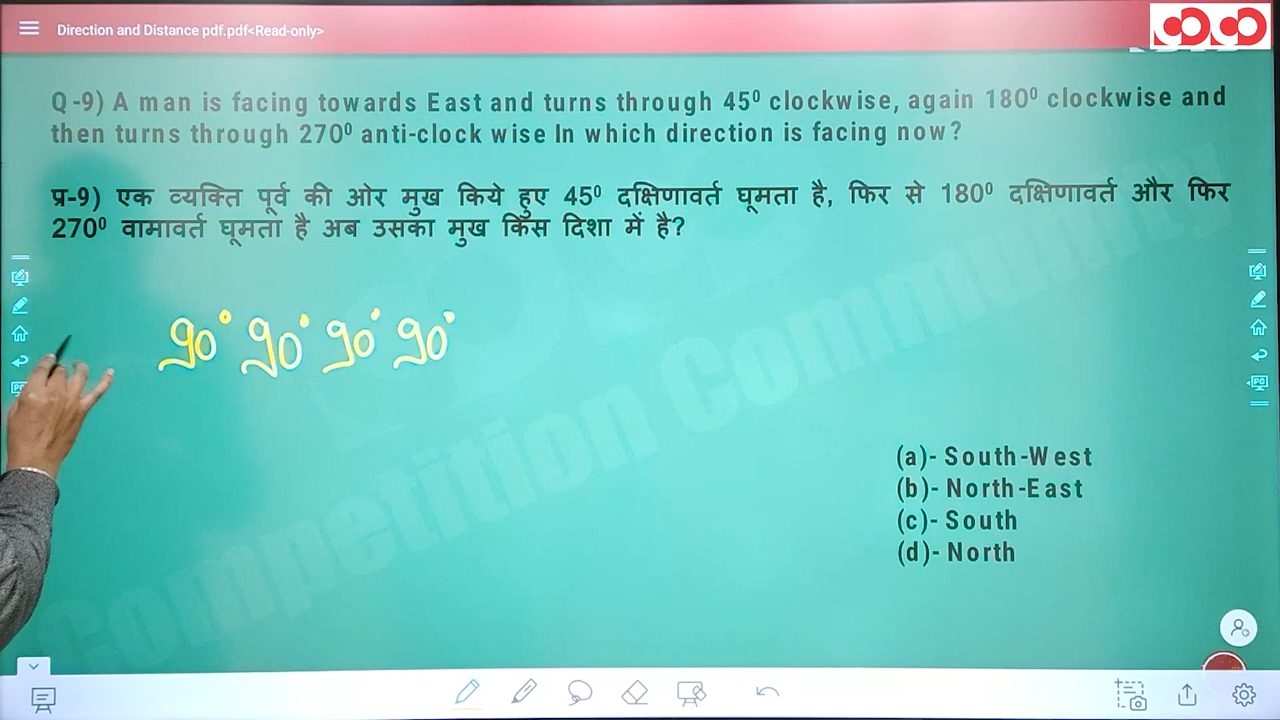 Direction and Distance pdf.pdf<Read-only>
Q-9) A man is facing towards East and turns through 45⁰ clockwise, again 180⁰ clockwise and
then turns through 270⁰ anti-clock wise In which direction is facing now?
प्र-9) एक व्यक्ति पूर्व की ओर मुख किये हुए 45⁰ दक्षिणावर्त घूमता है, फिर से 180⁰ दक्षिणावर्त और फिर
270⁰ वामावर्त घूमता है अब उसका मुख किस दिशा में है?
90° 90° 90° 90°
(a)- South-West
(b)- North-East
(c)- South
(d)- North
Competition Community